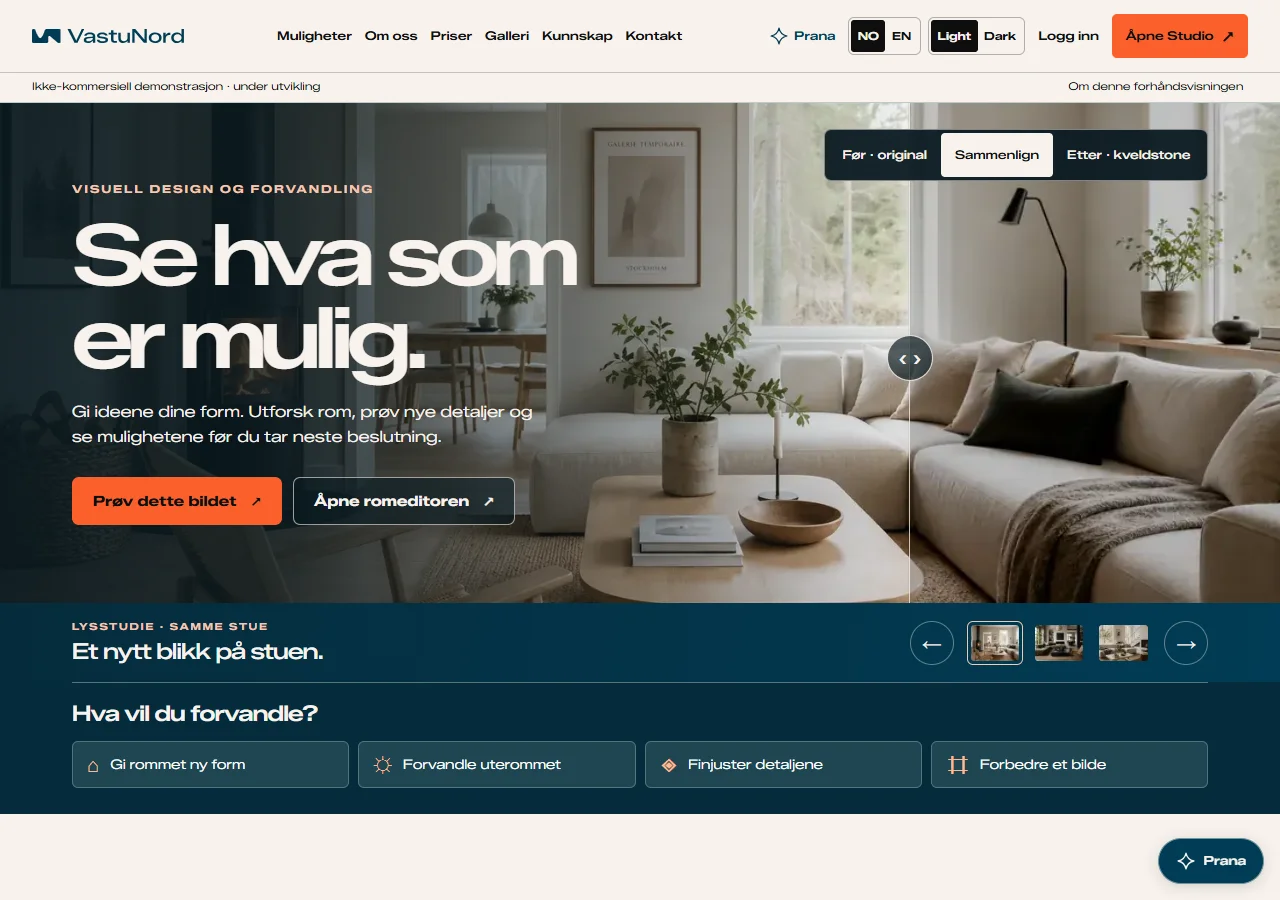 VastuNord
Muligheter Om oss Priser Galleri Kunnskap Kontakt
Prana
NO EN
Light Dark
Logg inn
Åpne Studio ↗
Ikke-kommersiell demonstrasjon · under utvikling
Om denne forhåndsvisningen
Før · original
Sammenlign
Etter · kveldstone
VISUELL DESIGN OG FORVANDLING
Se hva som
er mulig.
Gi ideene dine form. Utforsk rom, prøv nye detaljer og
se mulighetene før du tar neste beslutning.
Prøv dette bildet ↗
Åpne romeditoren ↗
LYSSTUDIE · SAMME STUE
Et nytt blikk på stuen.
Hva vil du forvandle?
Gi rommet ny form
Forvandle uterommet
Finjuster detaljene
Forbedre et bilde
Prana